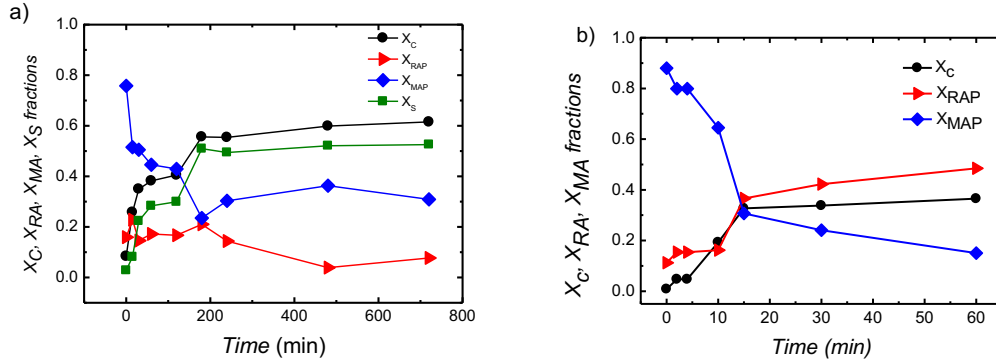 a)
X_C, X_RA, X_MA, X_S fractions
1.0
0.8
0.6
0.4
0.2
0.0
X_C
X_RAP
X_MAP
X_S
0 200 400 600 800
Time (min)
b)
X_c, X_RA, X_MA fractions
1.0
0.8
0.6
0.4
0.2
0.0
X_c
X_RAP
X_MAP
0 10 20 30 40 50 60
Time (min)